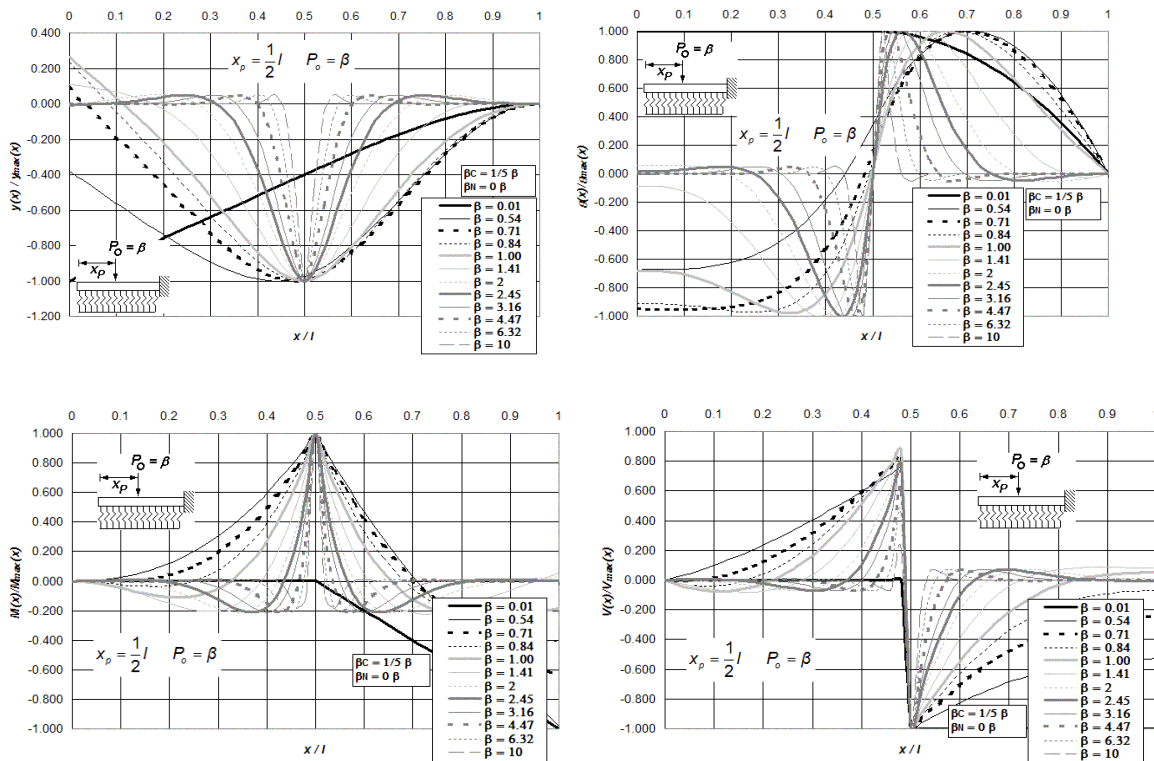 0 0.1 0.2 0.3 0.4 0.5 0.6 0.7 0.8 0.9 1
0.400
0.200
0.000
-0.200
-0.400
-0.600
-0.800
-1.000
-1.200
y(x) / ymax(x)
xp = 1/2 l Po = β
Po = β
xp
βC = 1/5 β
βN = 0 β
β = 0.01
β = 0.54
β = 0.71
β = 0.84
β = 1.00
β = 1.41
β = 2
β = 2.45
β = 3.16
β = 4.47
β = 6.32
β = 10
x / l
0 0.1 0.2 0.3 0.4 0.5 0.6 0.7 0.8 0.9 1
1.000
0.800
0.600
0.400
0.200
0.000
-0.200
-0.400
-0.600
-0.800
-1.000
Po = β
xp
xp = 1/2 l Po = β
βC = 1/5 β
βN = 0 β
β = 0.01
β = 0.54
β = 0.71
β = 0.84
β = 1.00
β = 1.41
β = 2
β = 2.45
β = 3.16
β = 4.47
β = 6.32
β = 10
x / l
0 0.1 0.2 0.3 0.4 0.5 0.6 0.7 0.8 0.9 1
1.000
0.800
0.600
0.400
0.200
0.000
-0.200
-0.400
-0.600
-0.800
-1.000
M(x)/Mmax(x)
Po = β
xp
xp = 1/2 l Po = β
βC = 1/5 β
βN = 0 β
β = 0.01
β = 0.54
β = 0.71
β = 0.84
β = 1.00
β = 1.41
β = 2
β = 2.45
β = 3.16
β = 4.47
β = 6.32
β = 10
x / l
0 0.1 0.2 0.3 0.4 0.5 0.6 0.7 0.8 0.9 1
1.000
0.800
0.600
0.400
0.200
0.000
-0.200
-0.400
-0.600
-0.800
-1.000
V(x)/Vmax(x)
Po = β
xp
xp = 1/2 l Po = β
βC = 1/5 β
βN = 0 β
β = 0.01
β = 0.54
β = 0.71
β = 0.84
β = 1.00
β = 1.41
β = 2
β = 2.45
β = 3.16
β = 4.47
β = 6.32
β = 10
x / l